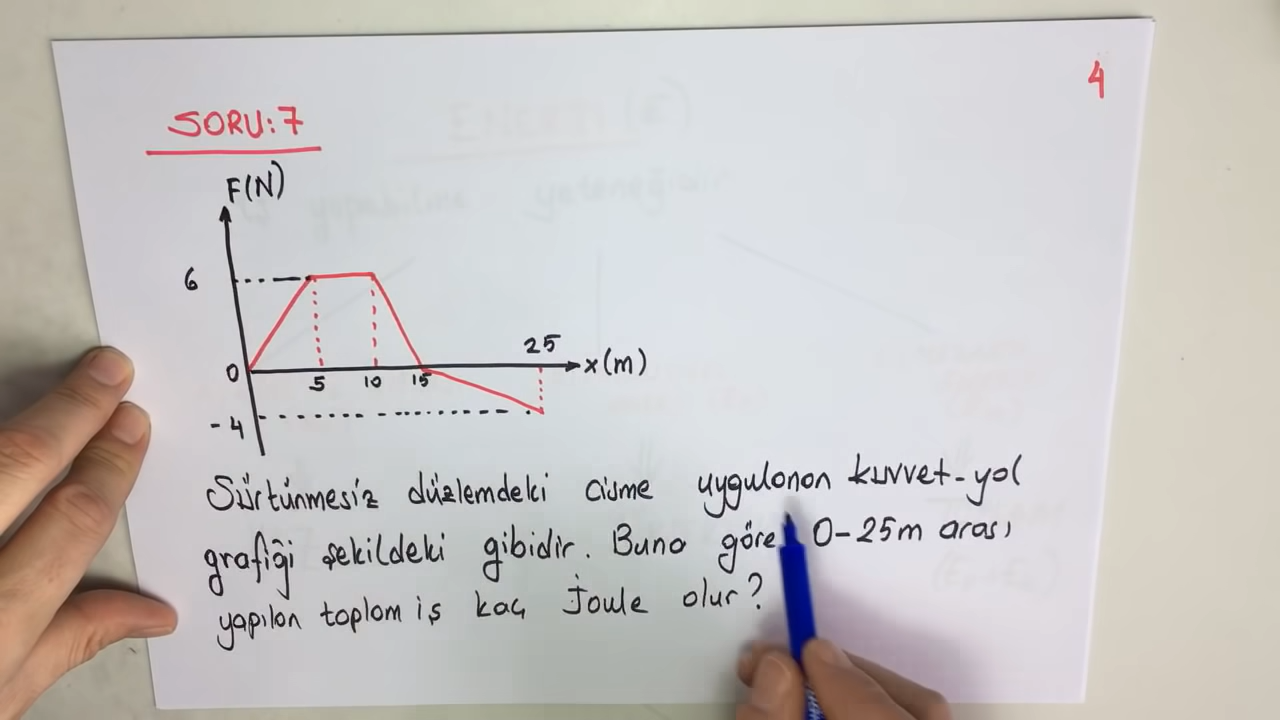 4
SORU:7
F(N)
6
25
0
x(m)
5 10 15
-4
Sürtünmesiz düzlemdeki cisme uygulanan kuvvet-yol
grafiği şekildeki gibidir. Buna göre 0-25m arası
yapılan toplam iş kaç Joule olur?